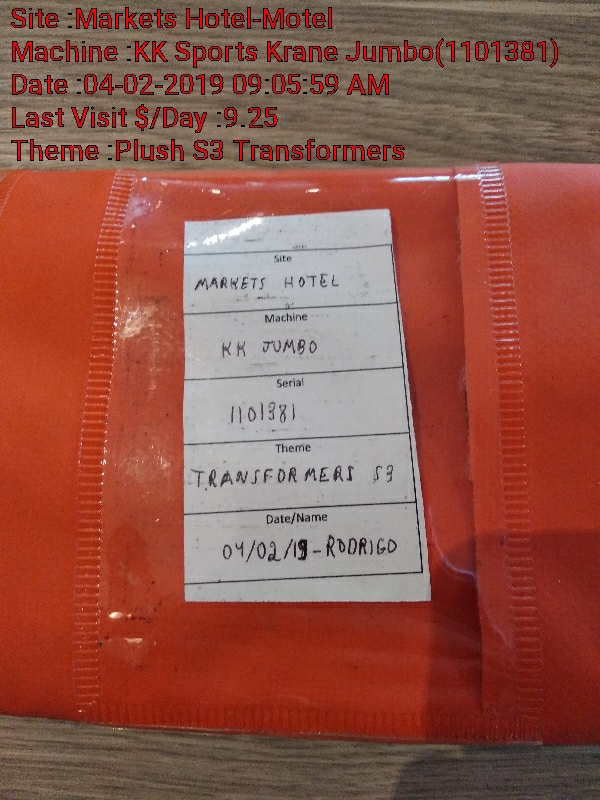 Site :Markets Hotel-Motel
Machine :KK Sports Krane Jumbo(1101381)
Date :04-02-2019 09:05:59 AM
Last Visit $/Day :9.25
Theme :Plush S3 Transformers
Site
MARKETS HOTEL
Machine
KK JUMBO
Serial
1101381
Theme
TRANSFORMERS S3
Date/Name
04/02/19-RODRIGO